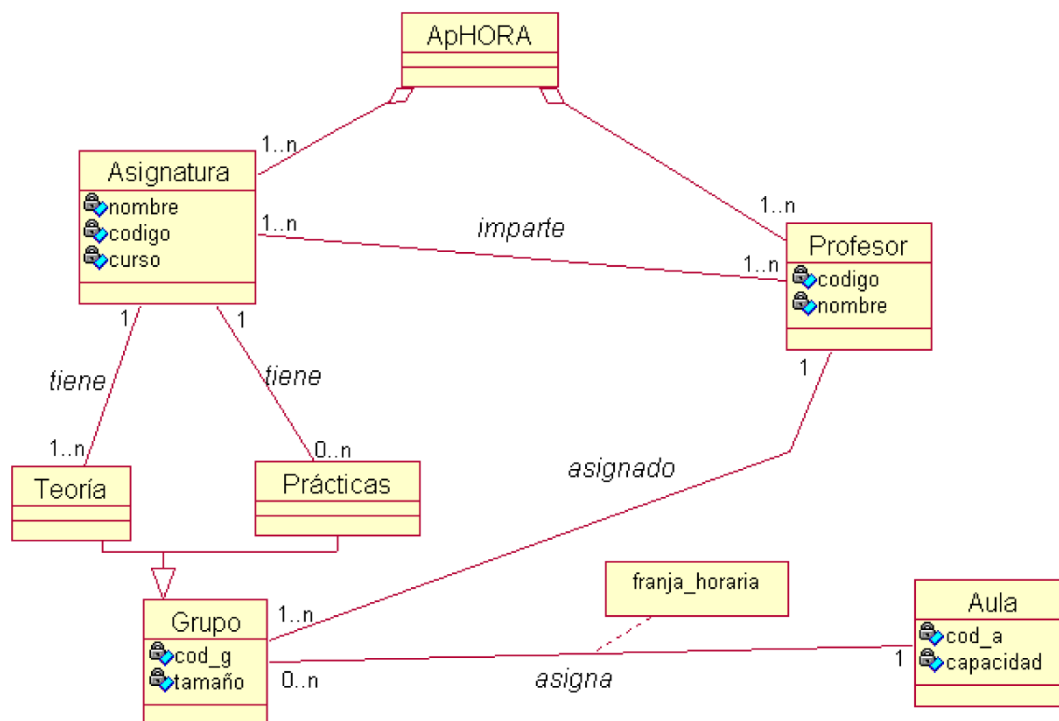 ApHORA
1..n
Asignatura
nombre
codigo
curso
1..n
imparte
1..n
1..n
Profesor
codigo
nombre
1
1
1
tiene
tiene
1..n
0..n
asignado
Teoría
Prácticas
franja_horaria
Grupo
cod_g
tamaño
1..n
0..n
asigna
1
Aula
cod_a
capacidad